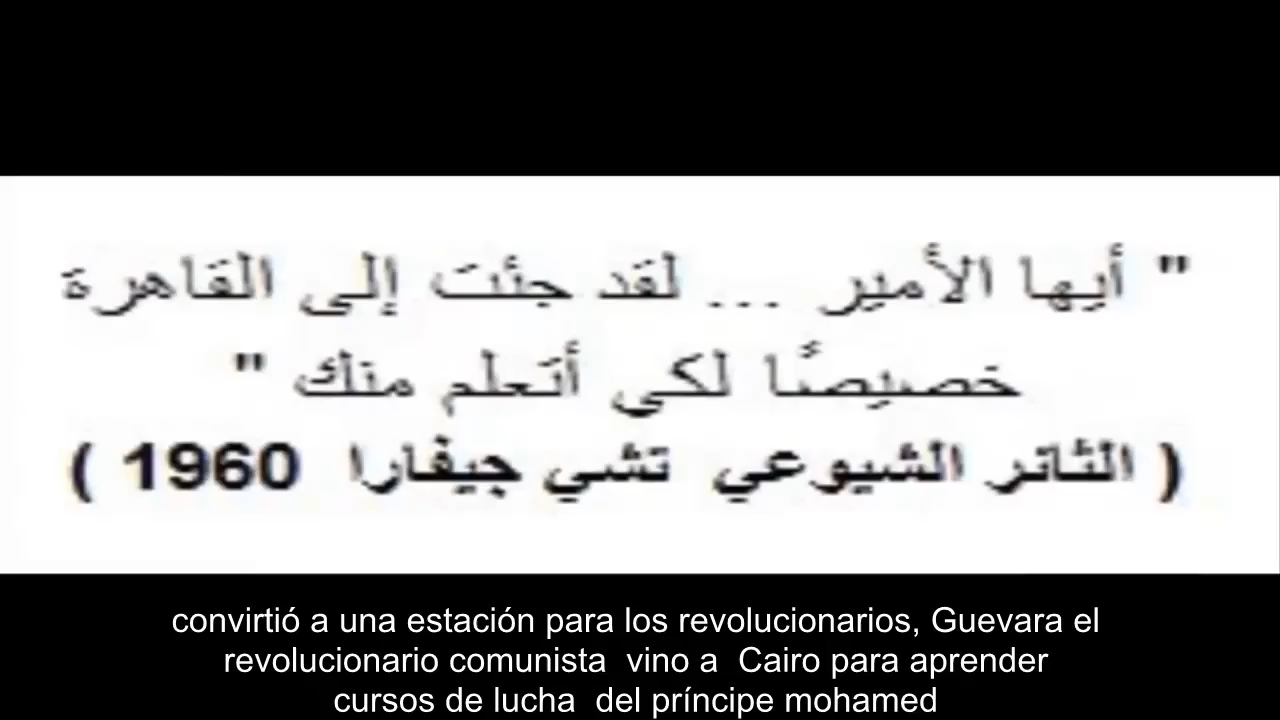 " أيها الأمير ... لقد جئت إلى القاهرة
خصيصًا لكي أتعلم منك "
( الثائر الشيوعي تشي جيفارا 1960 )
convirtió a una estación para los revolucionarios, Guevara el
revolucionario comunista vino a Cairo para aprender
cursos de lucha del príncipe mohamed